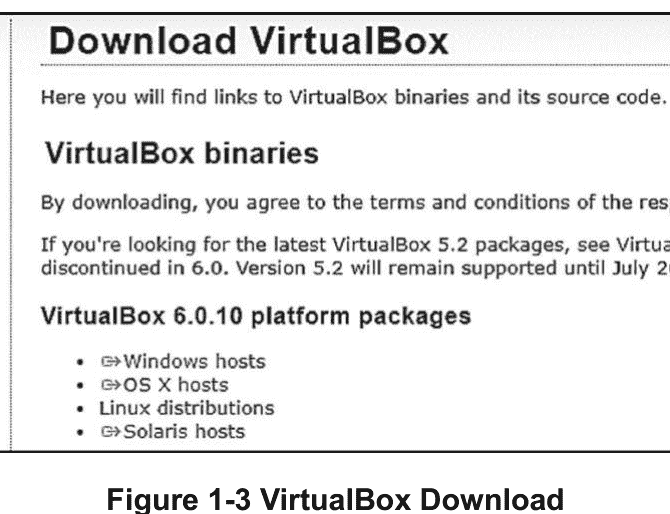 Download VirtualBox
Here you will find links to VirtualBox binaries and its source code.
VirtualBox binaries
By downloading, you agree to the terms and conditions of the res
If you're looking for the latest VirtualBox 5.2 packages, see Virtua
discontinued in 6.0. Version 5.2 will remain supported until July 2
VirtualBox 6.0.10 platform packages
• Windows hosts
• OS X hosts
• Linux distributions
• Solaris hosts
Figure 1-3 VirtualBox Download